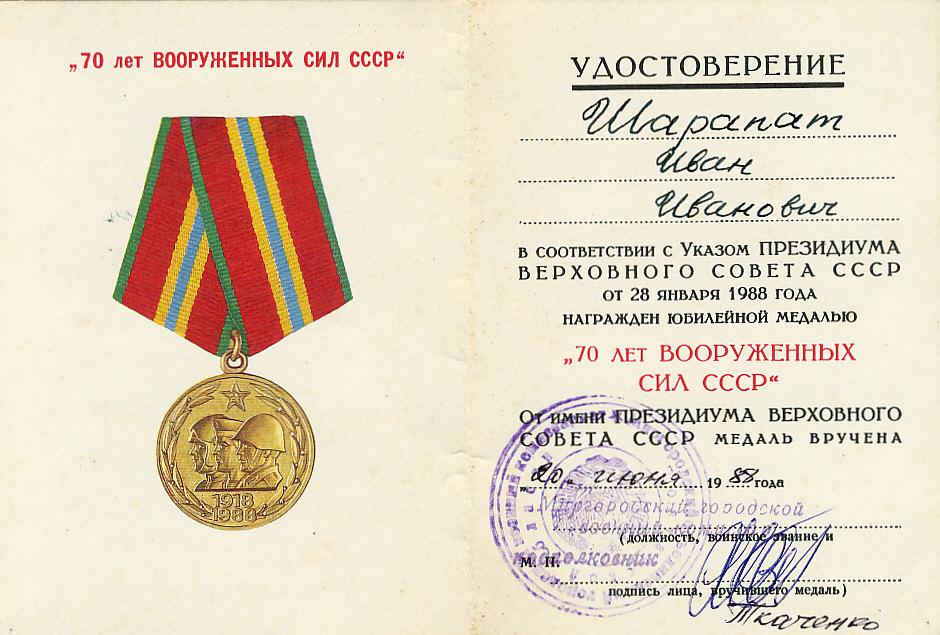 „70 лет ВООРУЖЕННЫХ СИЛ СССР“
1918
1988
УДОСТОВЕРЕНИЕ
Шарапат
Иван
Иванович
В СООТВЕТСТВИИ С УКАЗОМ ПРЕЗИДИУМА
ВЕРХОВНОГО СОВЕТА СССР
ОТ 28 ЯНВАРЯ 1988 ГОДА
НАГРАЖДЕН ЮБИЛЕЙНОЙ МЕДАЛЬЮ
„70 ЛЕТ ВООРУЖЕННЫХ
СИЛ СССР“
ОТ ИМЕНИ ПРЕЗИДИУМА ВЕРХОВНОГО
СОВЕТА СССР МЕДАЛЬ ВРУЧЕНА
„20„ июня 1988 года
Миргородский городской
военный комиссар
(должность, воинское звание и
М. П.
подполковник
подпись лица, вручившего медаль)
Ткаченко